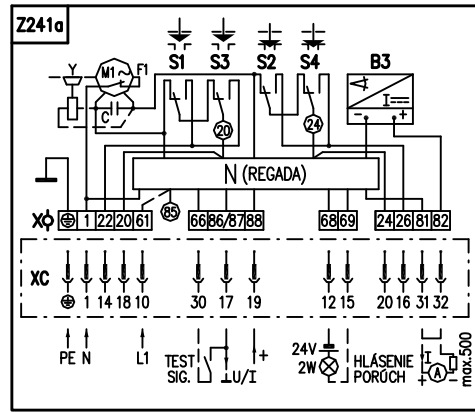 Z241a
S1 S3 S2 S4 B3
Y M1 F1
C
I
- +
20 24
N (REGADA)
85
X 1 22 20 61 66 86/87 88 68 69 24 26 81 82
XC
1 14 18 10 30 17 19 12 15 20 16 31 32
PE N L1 TEST SIG. U/I + 24V 2W HLÁSENIE PORÚCH I A max.500